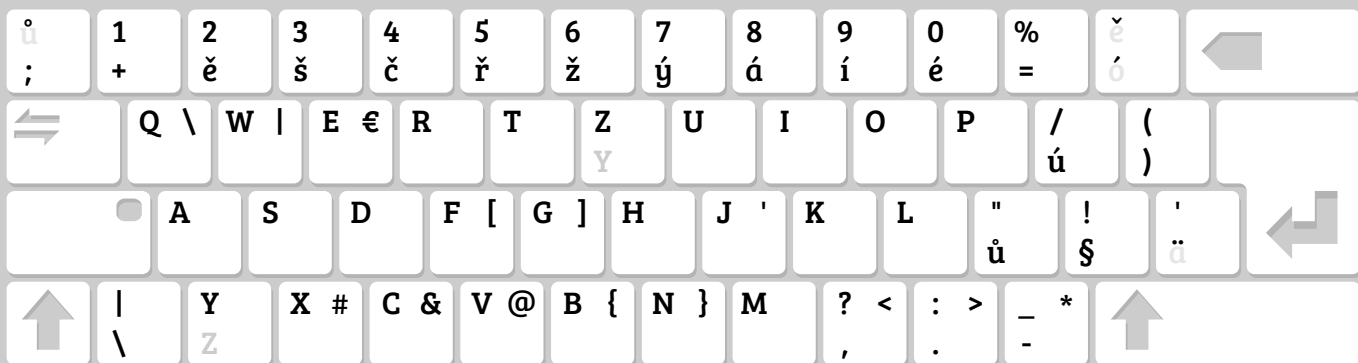 ů 1 2 3 4 5 6 7 8 9 0 % ě
; + ě š č ř ž ý á í é = ó
Q \ W | E € R T Z U I O P / (
Y ú )
A S D F [ G ] H J ' K L " ! '
ů § ä
| Y X # C & V @ B { N } M ? < : > _ *
\ Z , . -